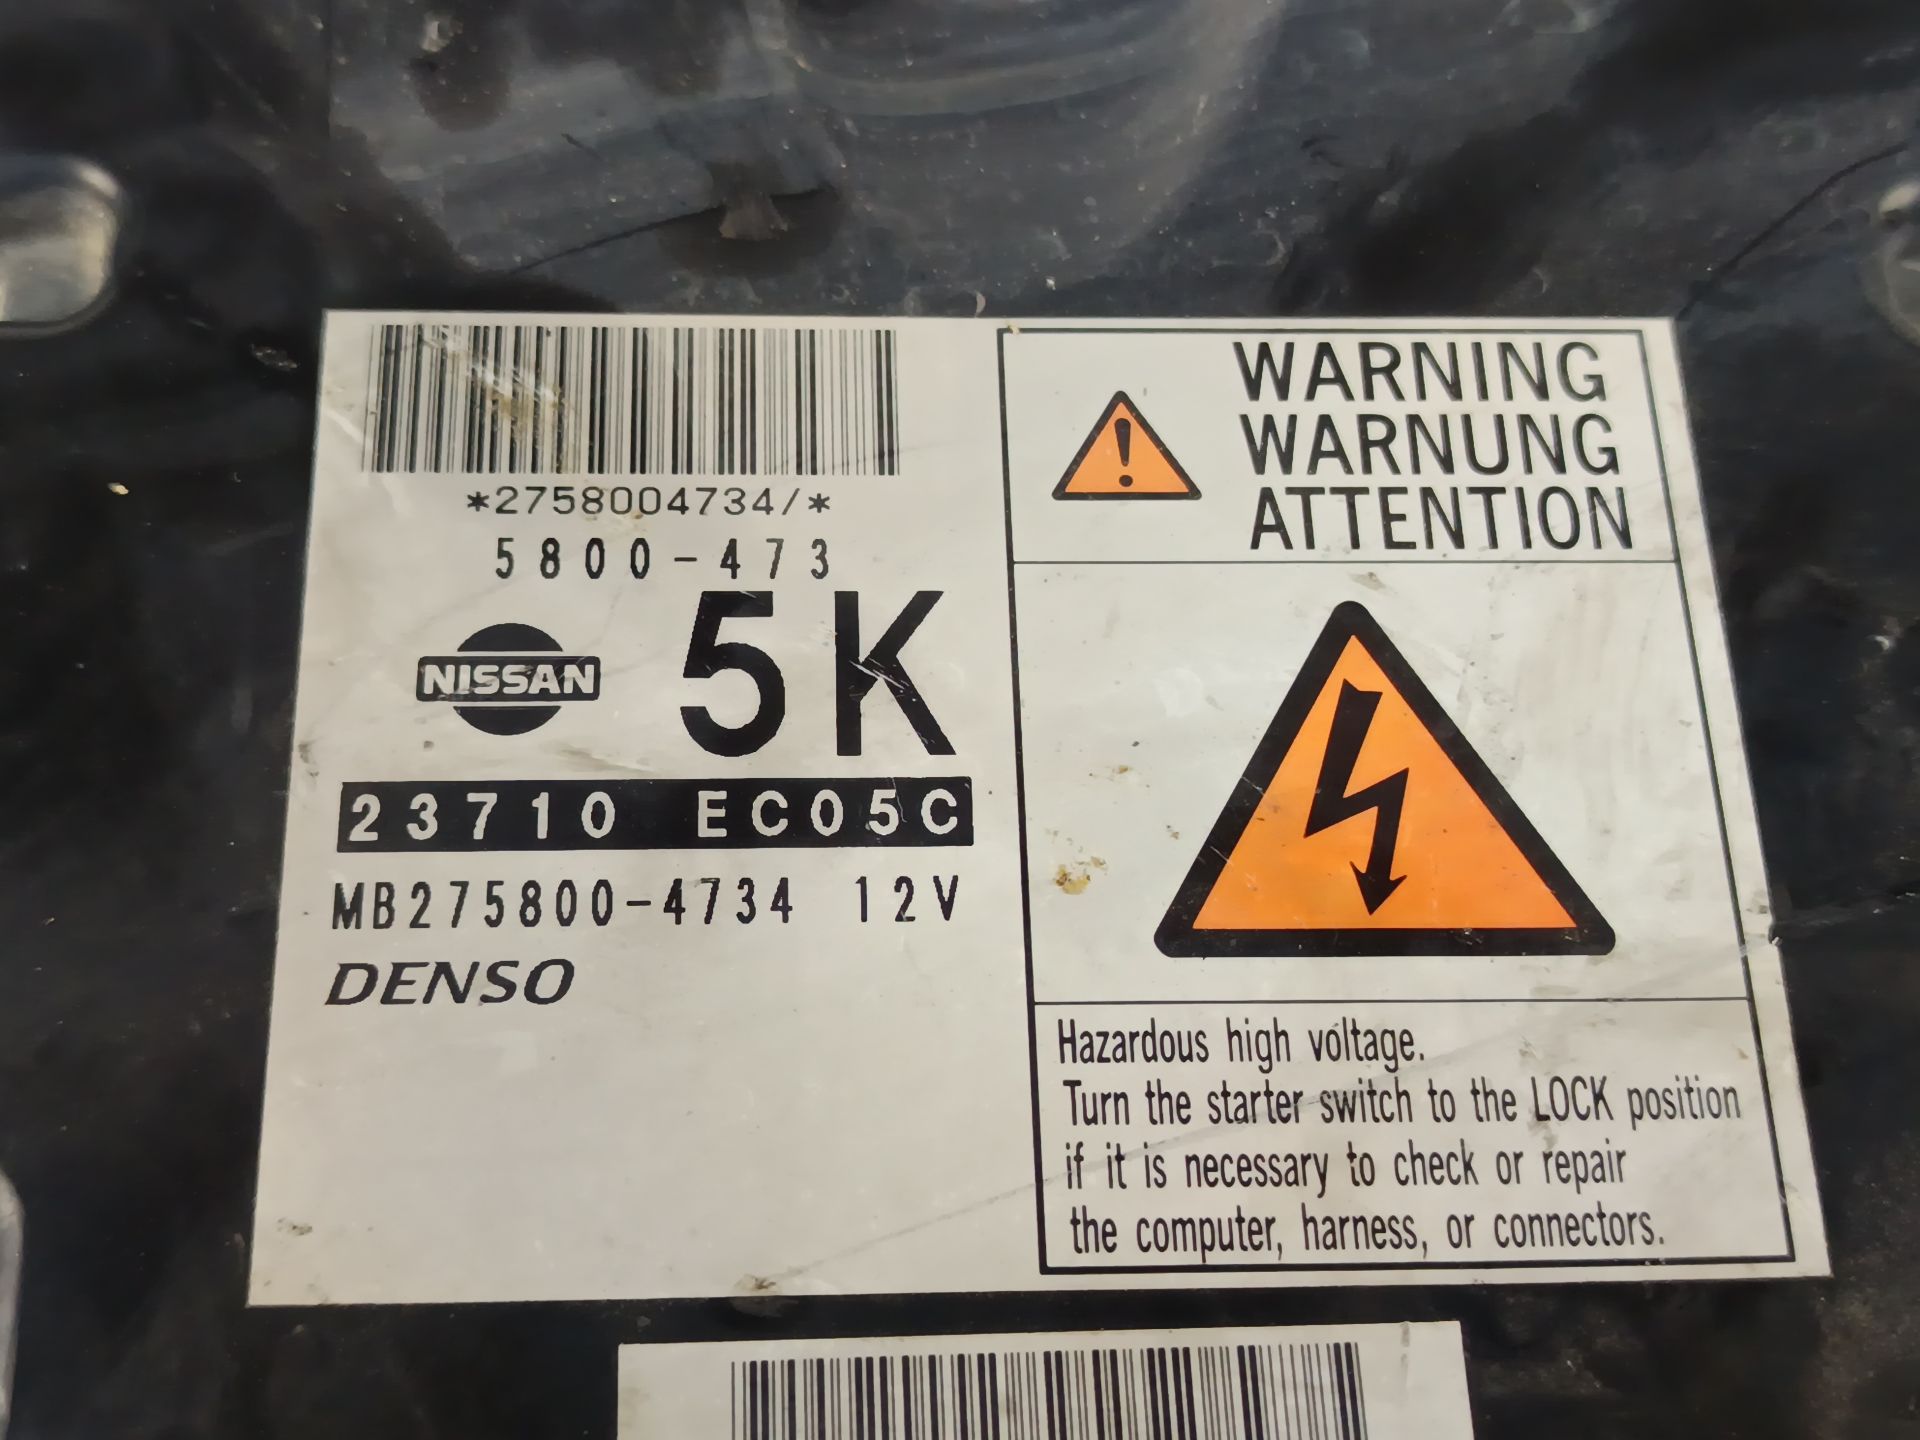 *2758004734/*
5800-473
NISSAN 5K
23710 EC05C
MB275800-4734 12V
DENSO
WARNING
WARNUNG
ATTENTION
Hazardous high voltage.
Turn the starter switch to the LOCK position
if it is necessary to check or repair
the computer, harness, or connectors.